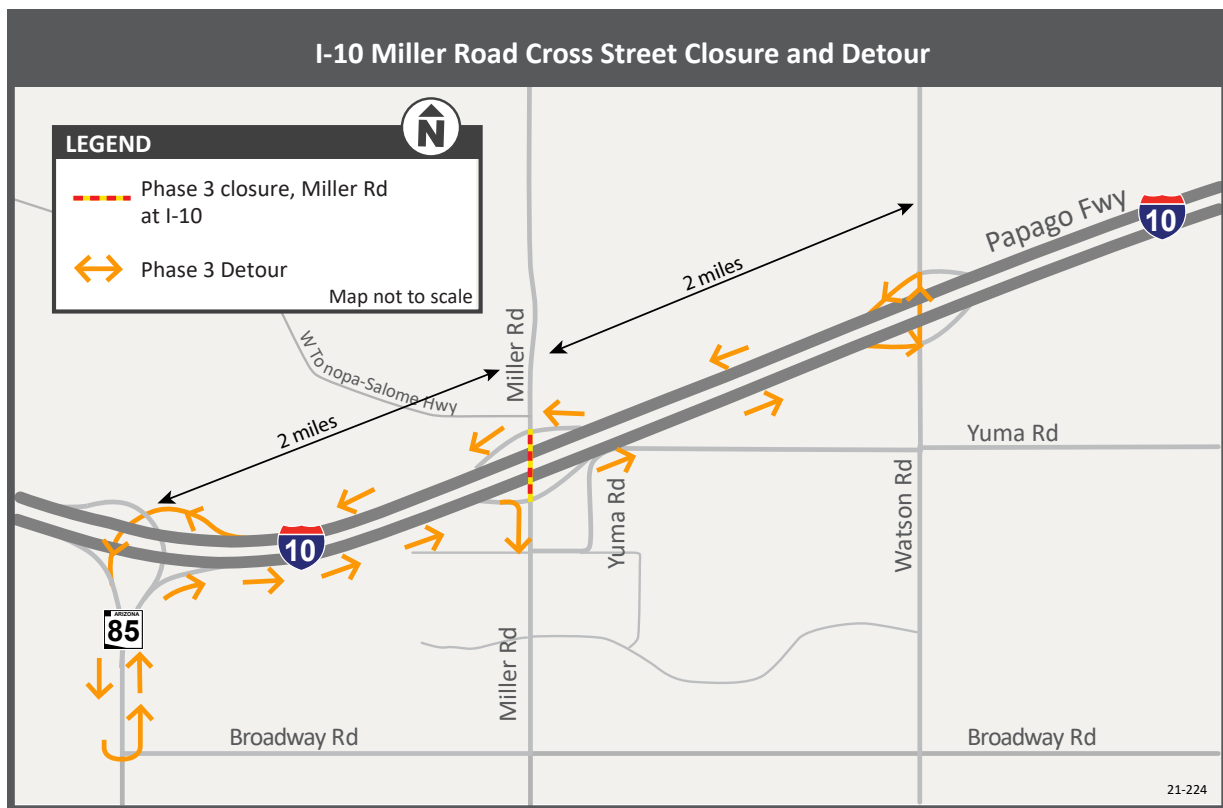 I-10 Miller Road Cross Street Closure and Detour
N
LEGEND
Phase 3 closure, Miller Rd
at I-10
Phase 3 Detour
Map not to scale
Papago Fwy
10
2 miles
Miller Rd
W Tonopa-Salome Hwy
2 miles
Yuma Rd
Watson Rd
Yuma Rd
10
ARIZONA
85
Miller Rd
Broadway Rd
Broadway Rd
21-224